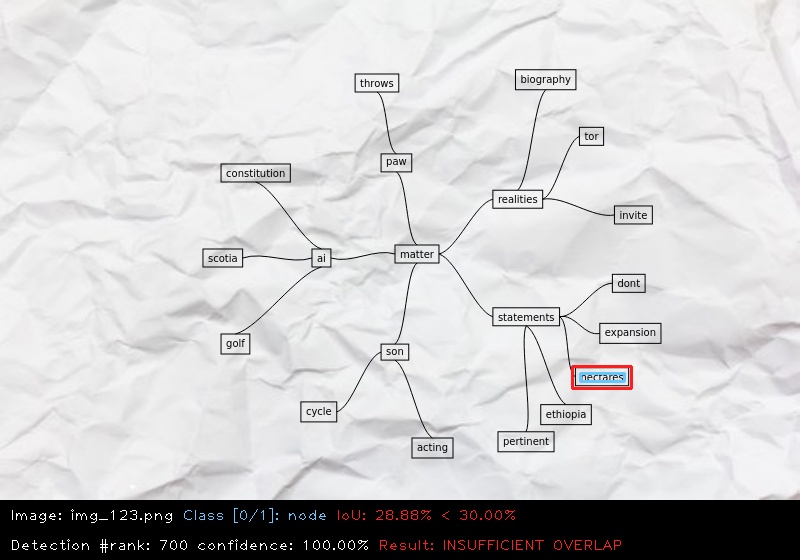 throws
biography
tor
paw
constitution
realities
invite
scotia
ai
matter
dont
statements
expansion
golf
son
hectares
cycle
ethiopia
acting
pertinent
Image: img_123.png Class [0/1]: node IoU: 28.88% < 30.00%
Detection #rank: 700 confidence: 100.00% Result: INSUFFICIENT OVERLAP